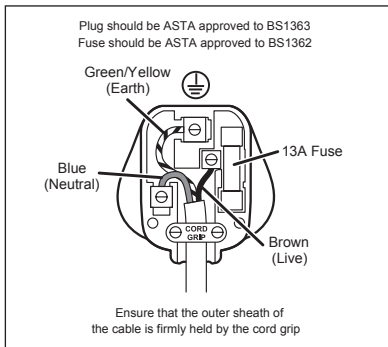 Plug should be ASTA approved to BS1363
Fuse should be ASTA approved to BS1362
Green/Yellow
(Earth)
13A Fuse
Blue
(Neutral)
CORD
GRIP
Brown
(Live)
Ensure that the outer sheath of
the cable is firmly held by the cord grip